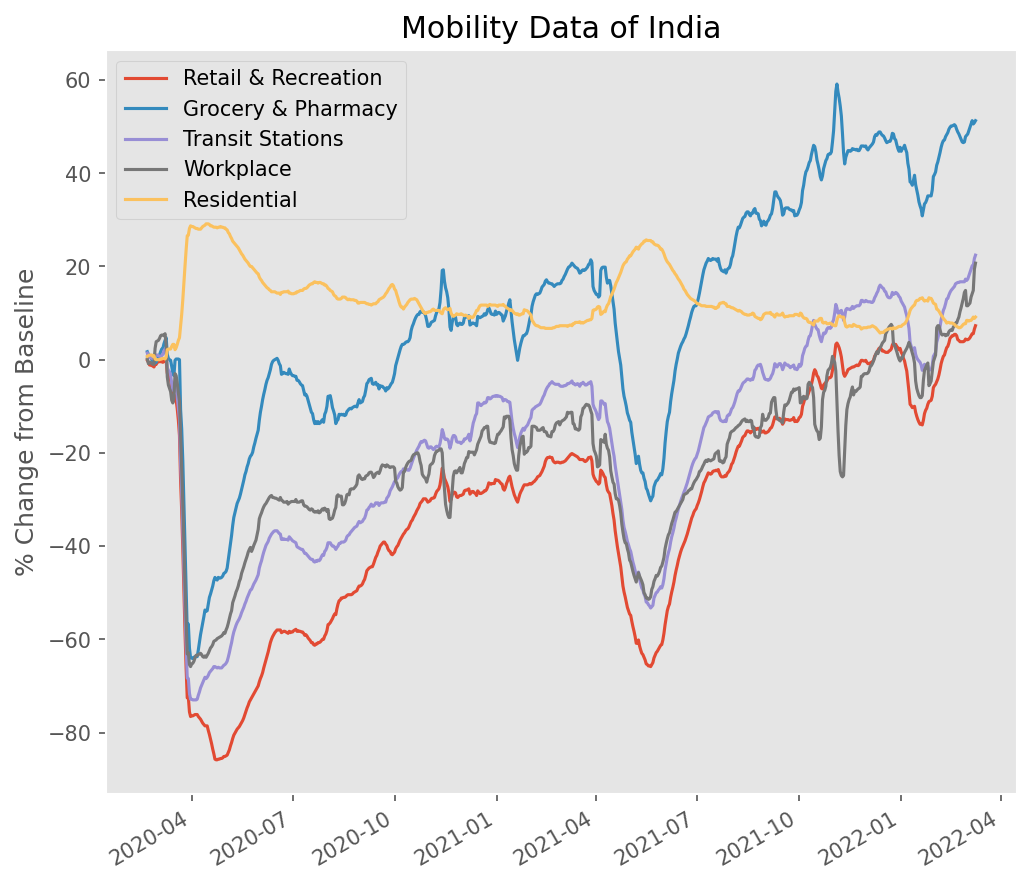 Mobility Data of India
Retail & Recreation
Grocery & Pharmacy
Transit Stations
Workplace
Residential
% Change from Baseline
60
40
20
0
−20
−40
−60
−80
2020-04
2020-07
2020-10
2021-01
2021-04
2021-07
2021-10
2022-01
2022-04